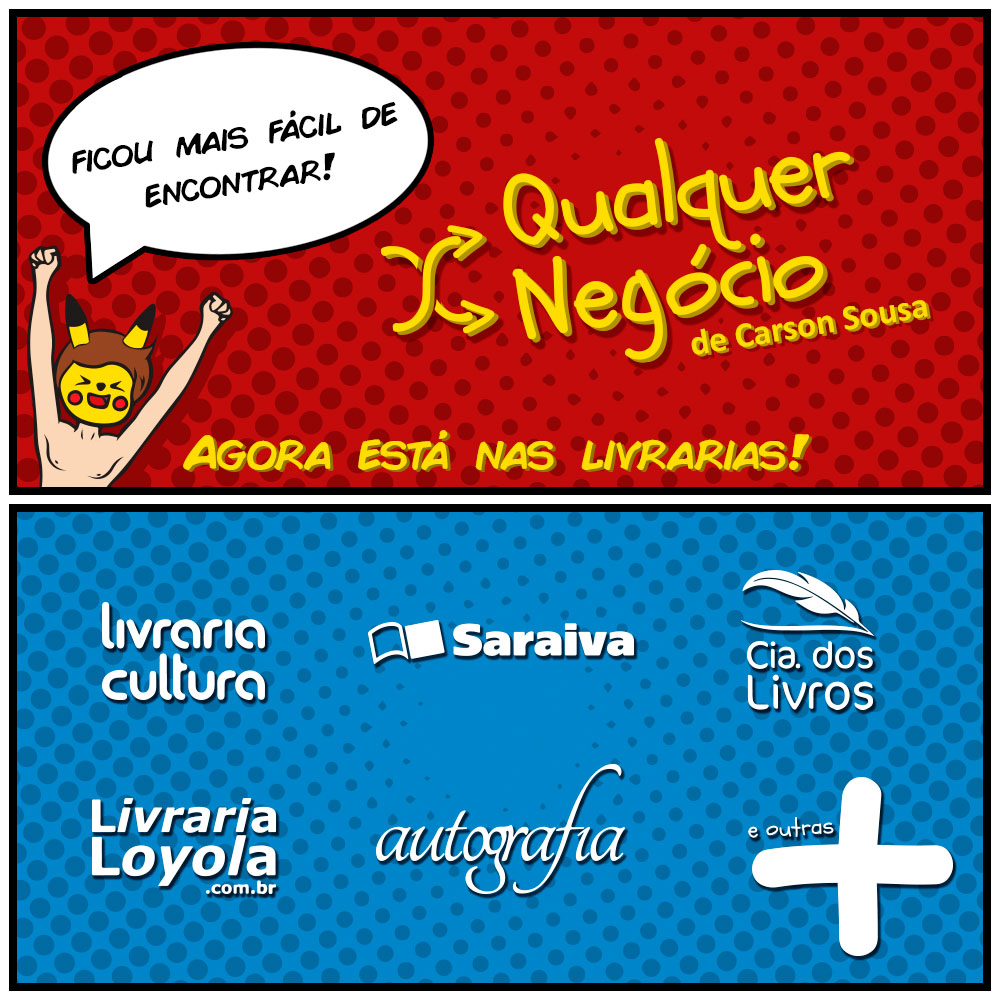 FICOU MAIS FÁCIL DE
ENCONTRAR!
Qualquer
Negócio
de Carson Sousa
AGORA ESTÁ NAS LIVRARIAS!
livraria
cultura
Saraiva
Cia. dos
Livros
Livraria
Loyola
.com.br
autografia
e outras
+